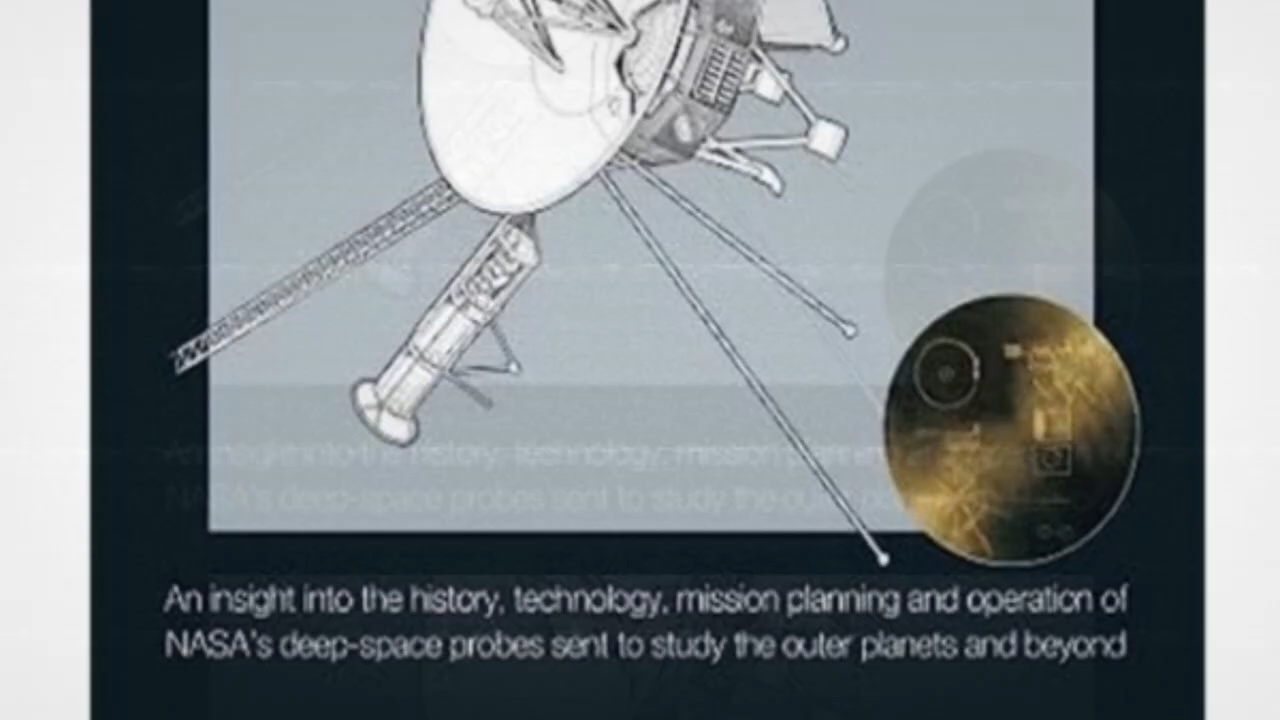 An insight into the history, technology, mission planning and operation of
NASA's deep-space probes sent to study the outer planets and beyond